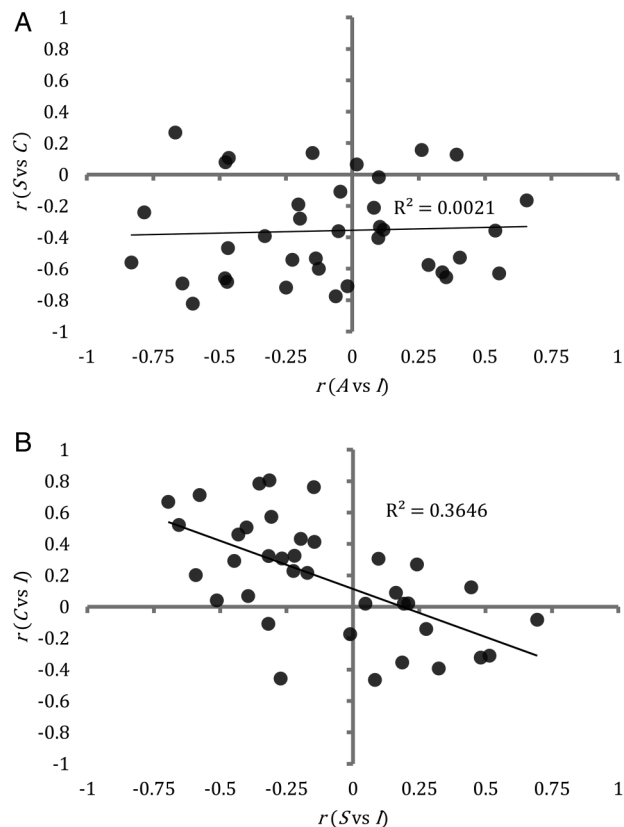 A
1
0.8
0.6
0.4
0.2
0
-0.2
-0.4
-0.6
-0.8
-1
r (S vs C)
R² = 0.0021
-1 -0.75 -0.5 -0.25 0 0.25 0.5 0.75 1
r (A vs I)
B
1
0.8
0.6
0.4
0.2
0
-0.2
-0.4
-0.6
-0.8
-1
r (C vs I)
R² = 0.3646
-1 -0.75 -0.5 -0.25 0 0.25 0.5 0.75 1
r (S vs I)